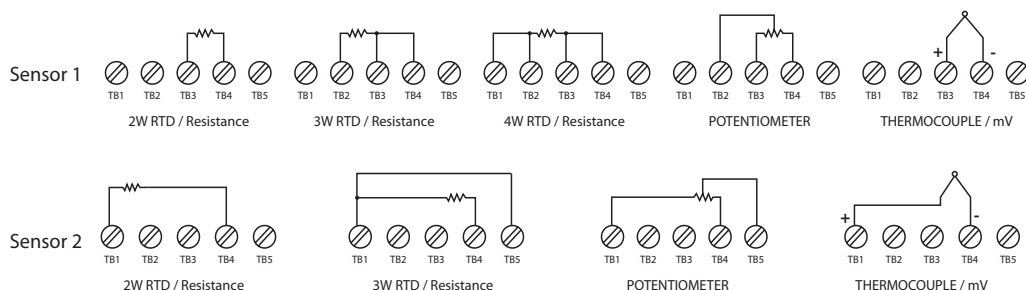 + -
Sensor 1
TB1 TB2 TB3 TB4 TB5 TB1 TB2 TB3 TB4 TB5 TB1 TB2 TB3 TB4 TB5 TB1 TB2 TB3 TB4 TB5 TB1 TB2 TB3 TB4 TB5
2W RTD / Resistance 3W RTD / Resistance 4W RTD / Resistance POTENTIOMETER THERMOCOUPLE / mV
+ -
Sensor 2
TB1 TB2 TB3 TB4 TB5 TB1 TB2 TB3 TB4 TB5 TB1 TB2 TB3 TB4 TB5 TB1 TB2 TB3 TB4 TB5
2W RTD / Resistance 3W RTD / Resistance POTENTIOMETER THERMOCOUPLE / mV